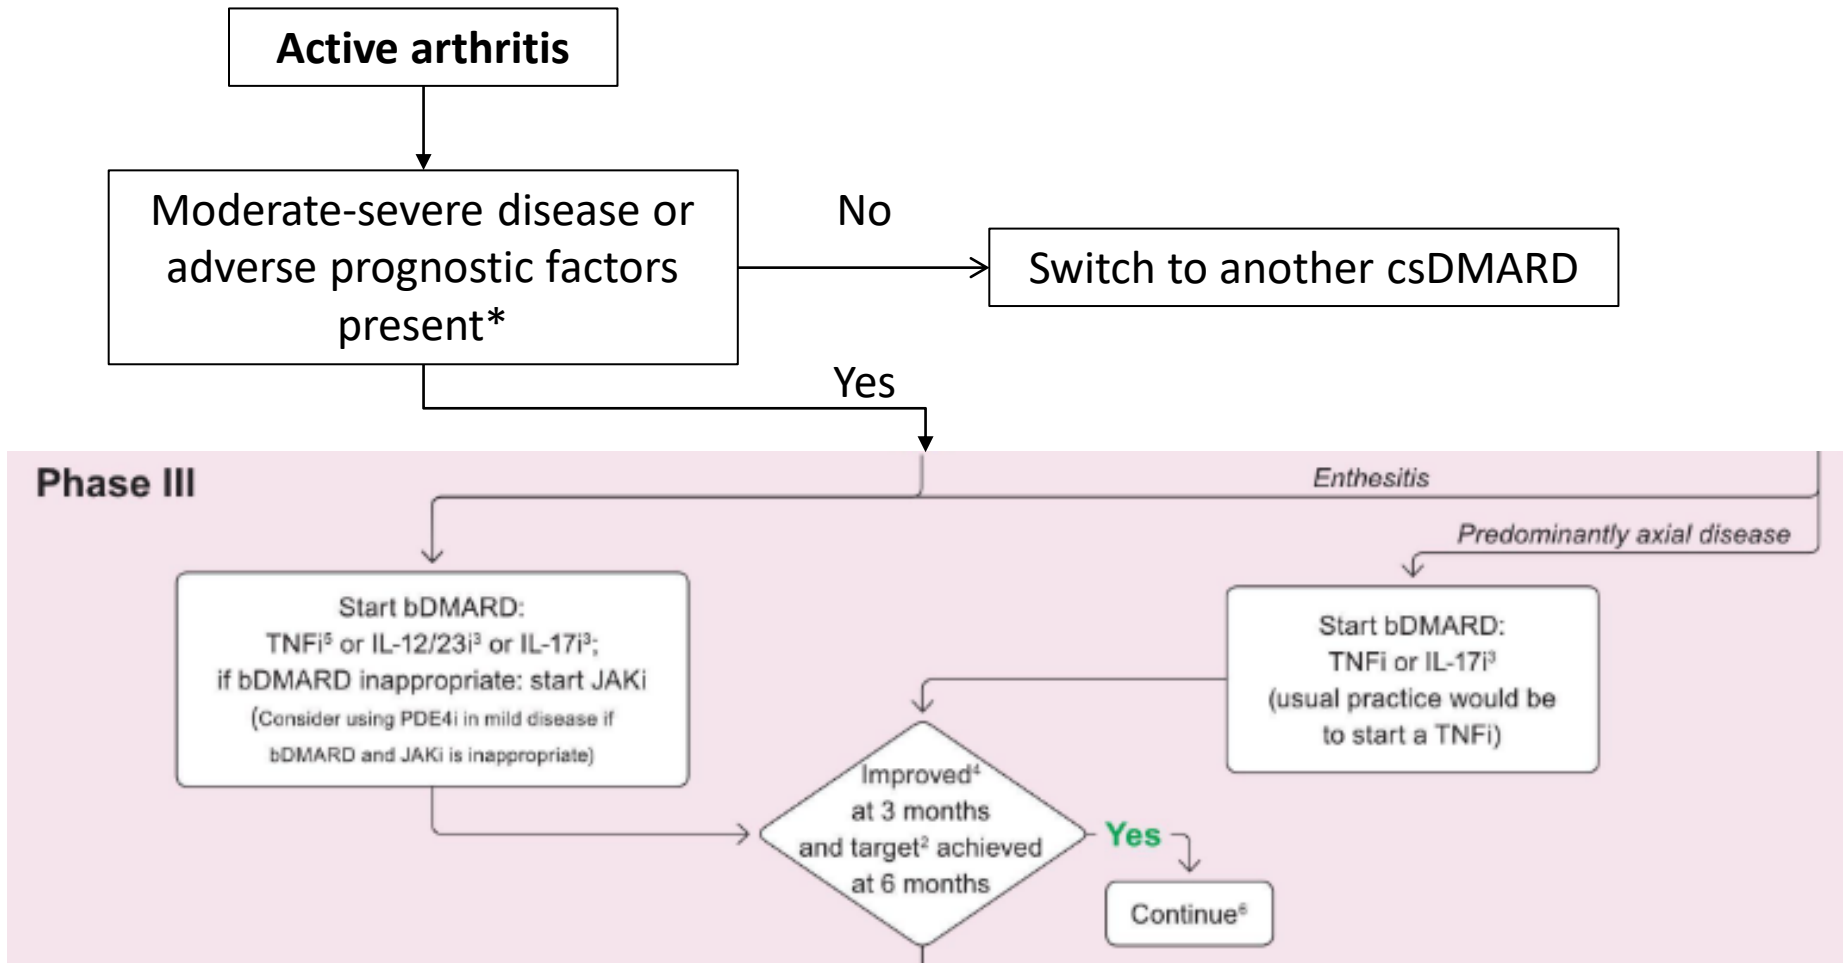 Active arthritis
Moderate-severe disease or
adverse prognostic factors
present*
No
Switch to another csDMARD
Yes
Phase III
Enthesitis
Predominantly axial disease
Start bDMARD:
TNFi⁵ or IL-12/23i³ or IL-17i³;
if bDMARD inappropriate: start JAKi
(Consider using PDE4i in mild disease if
bDMARD and JAKi is inappropriate)
Start bDMARD:
TNFi or IL-17i³
(usual practice would be
to start a TNFi)
Improved⁴
at 3 months
and target² achieved
at 6 months
Yes
Continue⁶